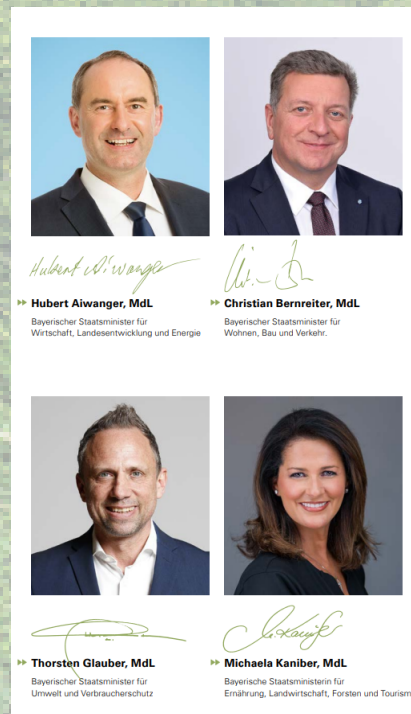 Hubert Aiwanger
Hubert Aiwanger, MdL
Bayerischer Staatsminister für
Wirtschaft, Landesentwicklung und Energie
Christian Bernreiter, MdL
Bayerischer Staatsminister für
Wohnen, Bau und Verkehr.
Thorsten Glauber, MdL
Bayerischer Staatsminister für
Umwelt und Verbraucherschutz
M. Kaniber
Michaela Kaniber, MdL
Bayerische Staatsministerin für
Ernährung, Landwirtschaft, Forsten und Tourism